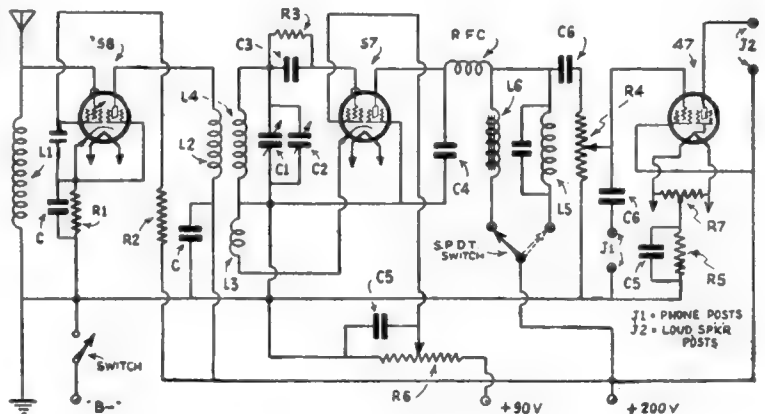 '58
R3
C3
57
RFC
C6
47
J2
L4
L6
R4
L1
L2
C1
C2
C4
L5
C
R1
R2
C
L3
S.P.D.T.
SWITCH
C6
J1
R7
C5
R5
C5
J1 = PHONE POSTS
J2 = LOUD SPKR
POSTS
SWITCH
R6
"B-"
+90V
+200V